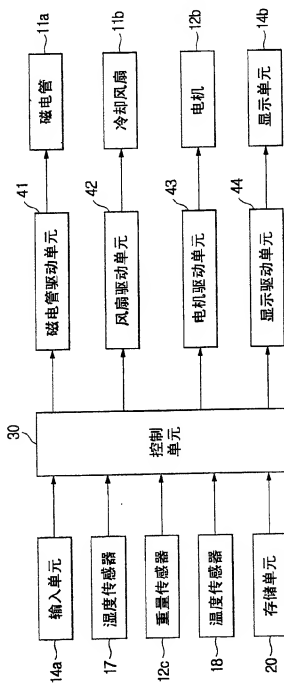 14a
输入单元
17
湿度传感器
12c
重量传感器
18
温度传感器
20
存储单元
30
控制
单元
41
磁电管驱动单元
42
风扇驱动单元
43
电机驱动单元
44
显示驱动单元
11a
磁电管
11b
冷却风扇
12b
电机
14b
显示单元